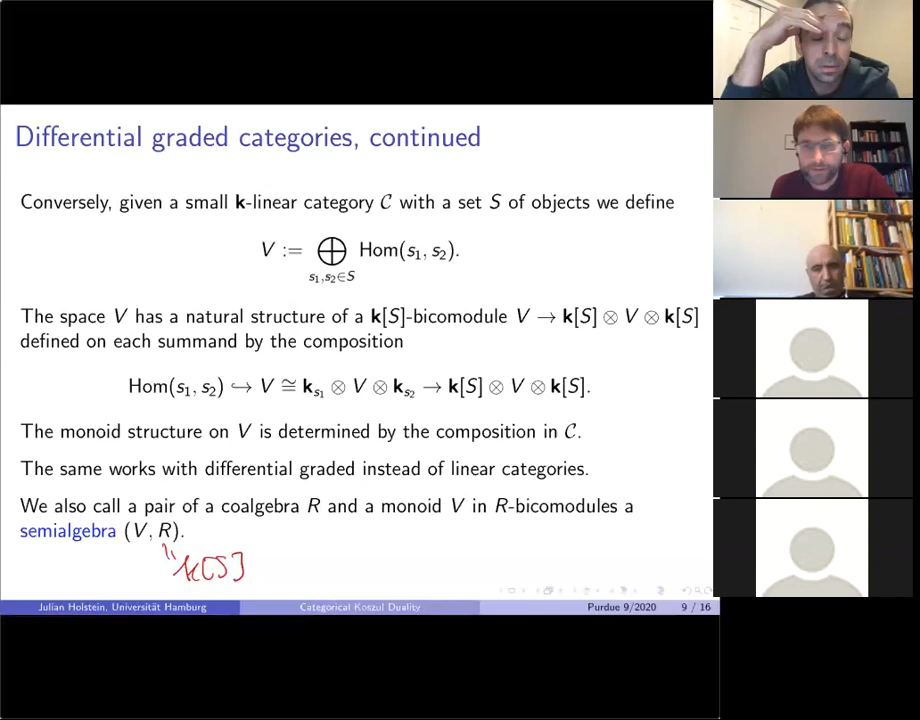 Differential graded categories, continued
Conversely, given a small k-linear category C with a set S of objects we define
V := ⨁ Hom(s₁, s₂).
s₁,s₂∈S
The space V has a natural structure of a k[S]-bicomodule V → k[S] ⊗ V ⊗ k[S]
defined on each summand by the composition
Hom(s₁, s₂) ↪ V ≅ kₛ₁ ⊗ V ⊗ kₛ₂ → k[S] ⊗ V ⊗ k[S].
The monoid structure on V is determined by the composition in C.
The same works with differential graded instead of linear categories.
We also call a pair of a coalgebra R and a monoid V in R-bicomodules a
semialgebra (V, R).
k[S]
Julian Holstein, Universität Hamburg Categorical Koszul Duality Purdue 9/2020 9 / 16